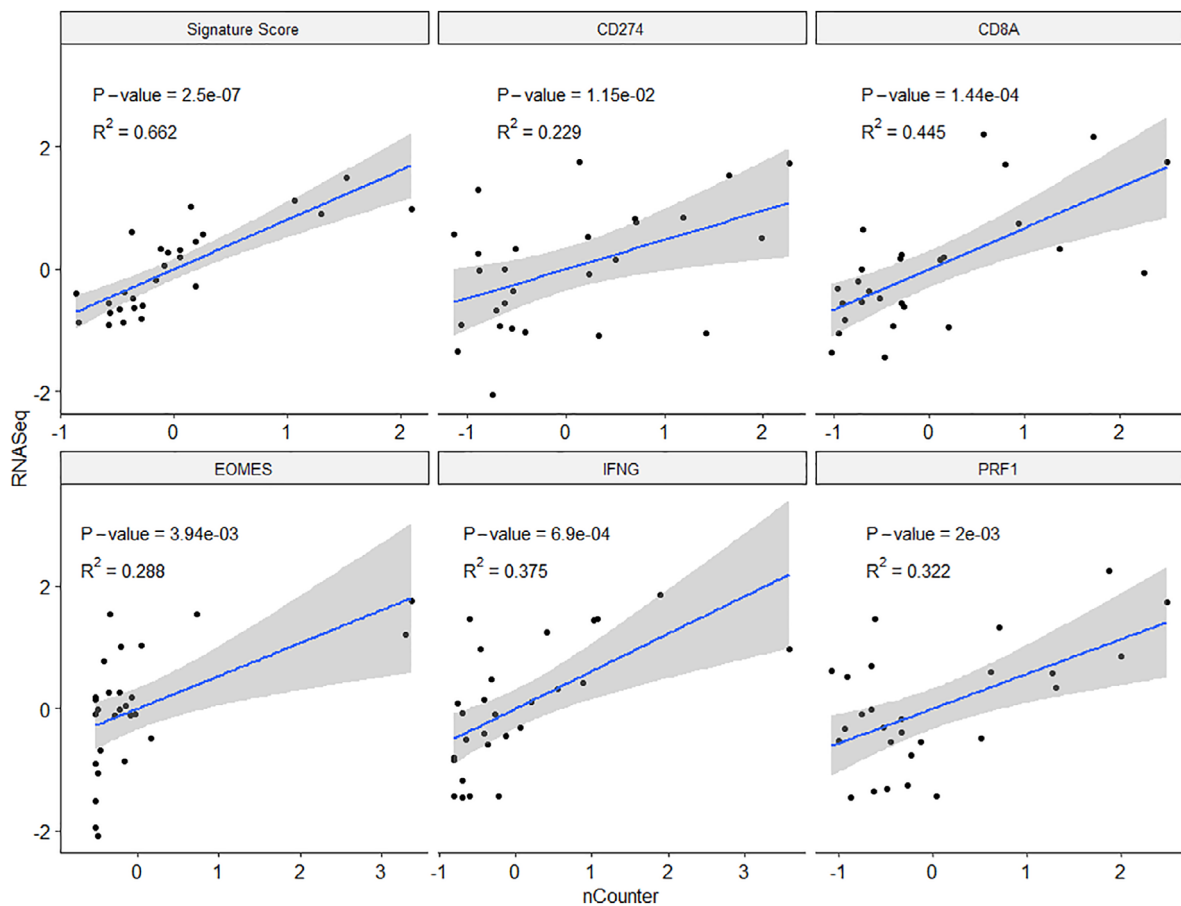 Signature Score
CD274
CD8A
P-value = 2.5e-07
R² = 0.662
P-value = 1.15e-02
R² = 0.229
P-value = 1.44e-04
R² = 0.445
2
0
-2
-1 0 1 2
-1 0 1 2
-1 0 1 2
RNASeq
EOMES
IFNG
PRF1
P-value = 3.94e-03
R² = 0.288
P-value = 6.9e-04
R² = 0.375
P-value = 2e-03
R² = 0.322
2
0
-2
0 1 2 3
-1 0 1 2 3
-1 0 1 2
nCounter